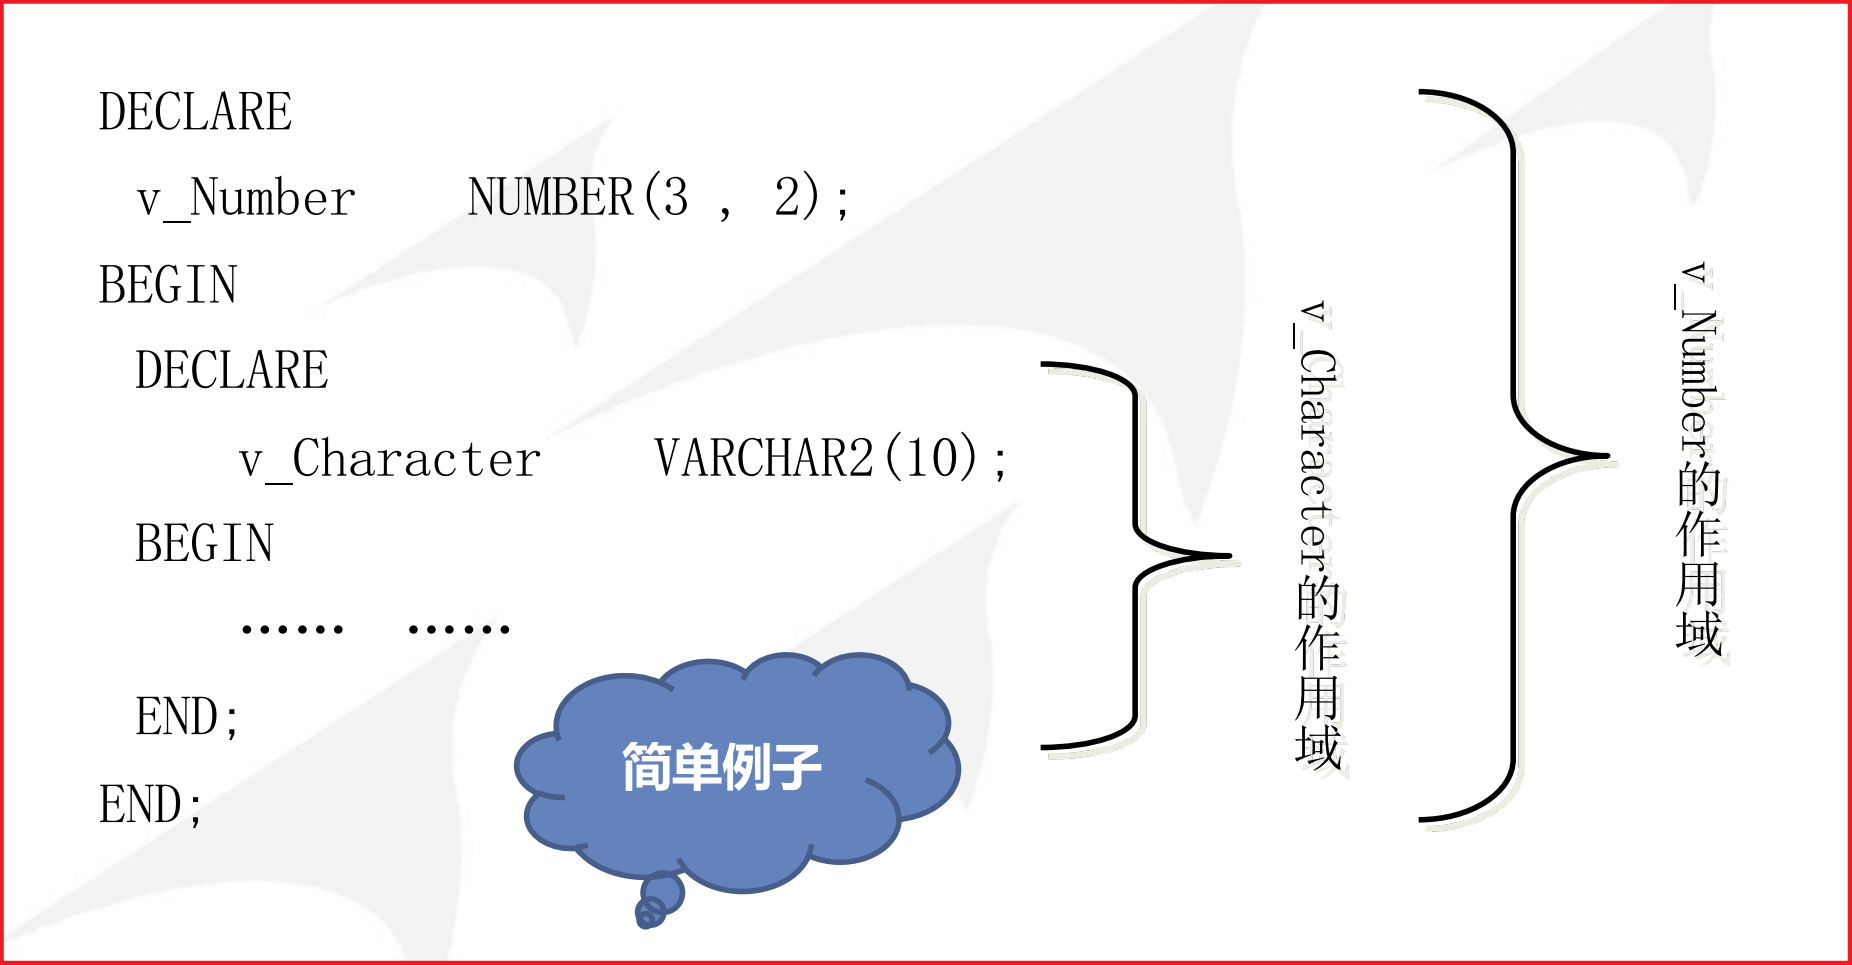 DECLARE
v_Number    NUMBER(3 , 2);
BEGIN
DECLARE
v_Character    VARCHAR2(10);
BEGIN
……  ……
END;
END;
简单例子
v_Character的作用域
v_Number的作用域